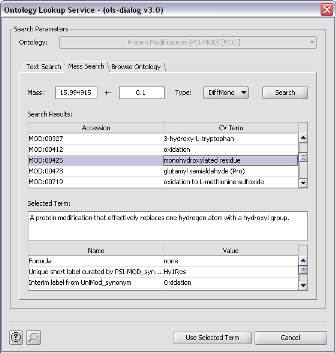 Ontology Lookup Service - (ols-dialog v3.0)
Search Parameters
Ontology: Protein Modifications (PSI-MOD) [MOD]
Text Search Mass Search Browse Ontology
Mass: 15.994915 +- 0.1 Type: DiffMono Search
Search Results:
Accession CV Term
MOD:00327 3-hydroxy-L-tryptophan
MOD:00412 oxidation
MOD:00425 monohydroxylated residue
MOD:00478 glutamyl semialdehyde (Pro)
MOD:00719 oxidation to L-methionine sulfoxide
Selected Term:
A protein modification that effectively replaces one hydrogen atom with a hydroxyl group.
Name Value
Formula none
Unique short label curated by PSI-MOD_syn... Hy1Res
Interim label from UniMod_synonym Oxidation
? Use Selected Term Cancel